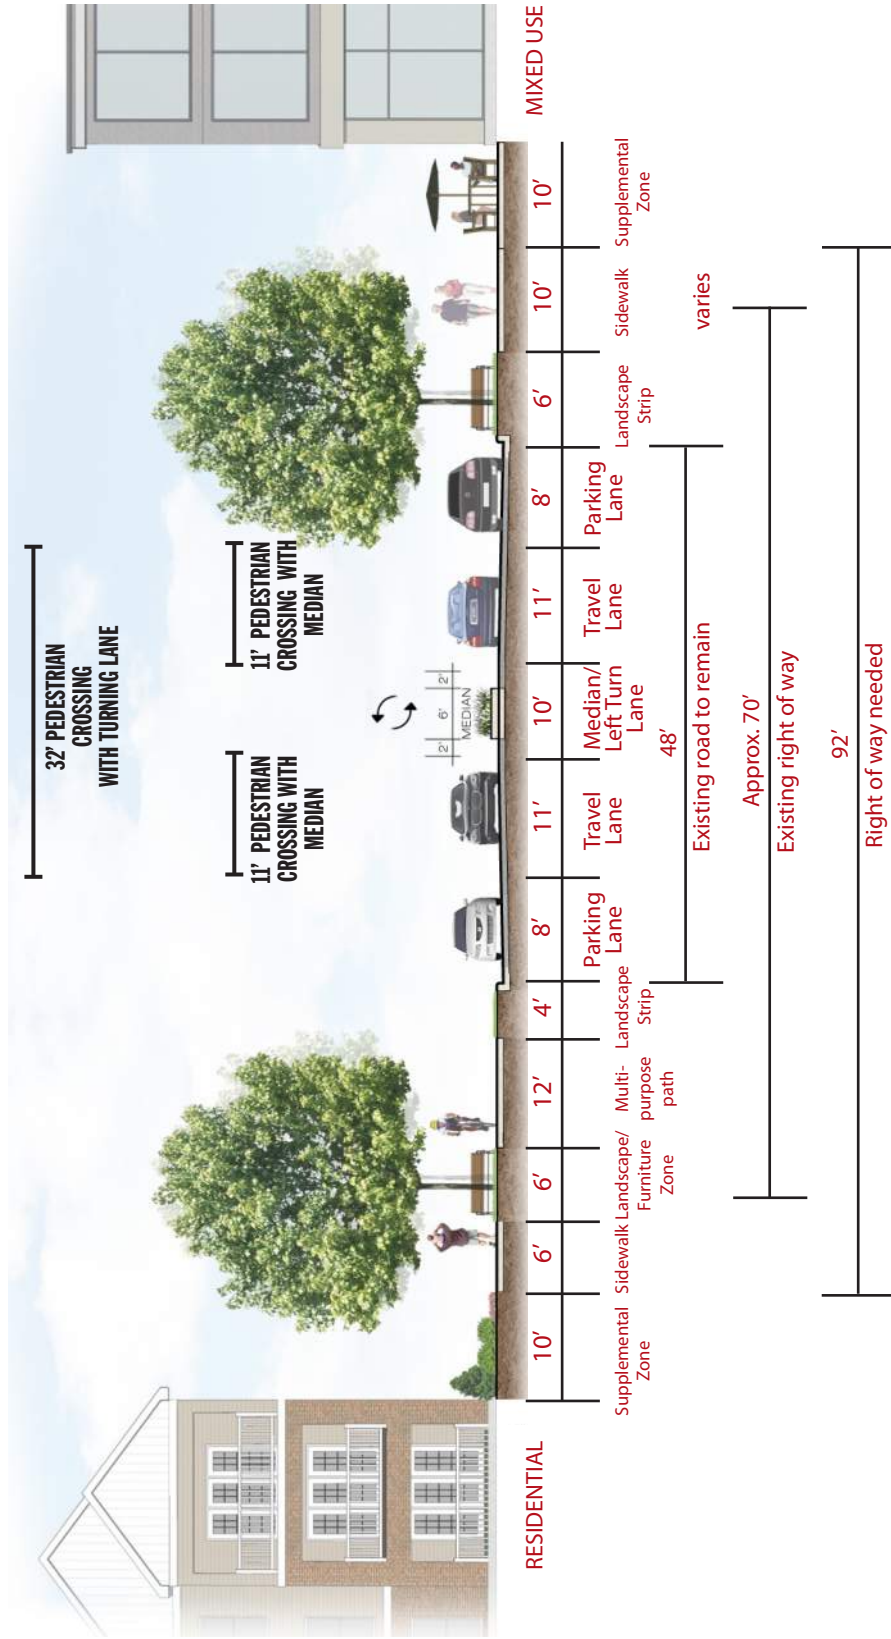 32' PEDESTRIAN
CROSSING
WITH TURNING LANE
11' PEDESTRIAN
CROSSING WITH
MEDIAN
11' PEDESTRIAN
CROSSING WITH
MEDIAN
2' 6' 2'
MEDIAN
RESIDENTIAL
10'
6'
6'
12'
4'
8'
11'
10'
11'
8'
6'
10'
10'
MIXED USE
Supplemental
Zone
Sidewalk
Landscape/
Furniture
Zone
Multi-
purpose
path
Landscape
Strip
Parking
Lane
Travel
Lane
Median/
Left Turn
Lane
Travel
Lane
Parking
Lane
Landscape
Strip
Sidewalk
Supplemental
Zone
48'
Existing road to remain
varies
Approx. 70'
Existing right of way
92'
Right of way needed